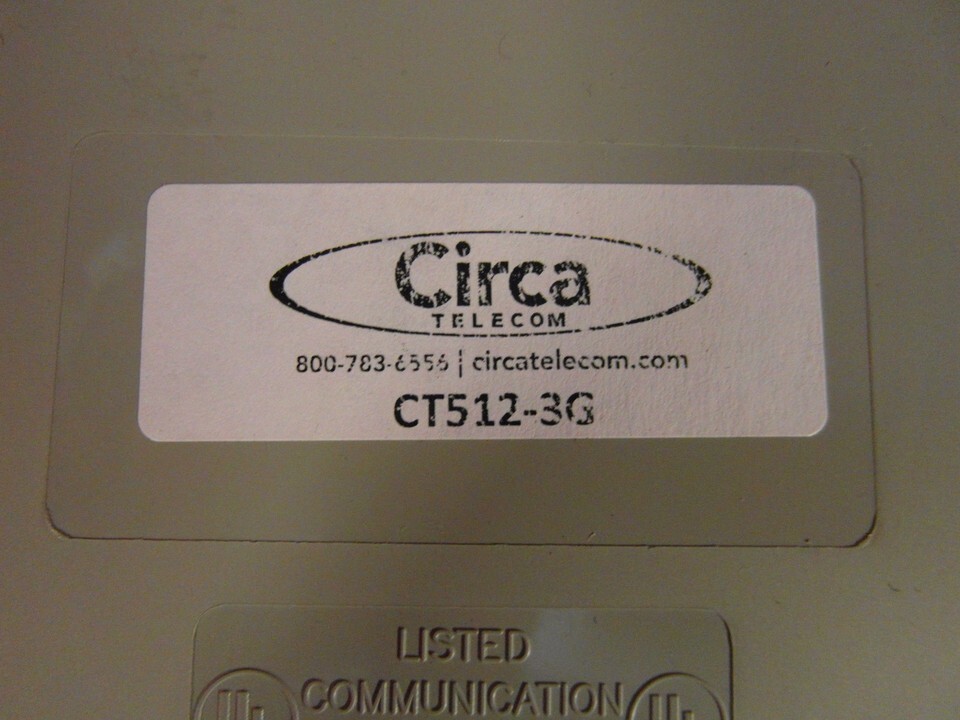 Circa
TELECOM
800-783-6556 | circatelecom.com
CT512-3G
LISTED
COMMUNICATION